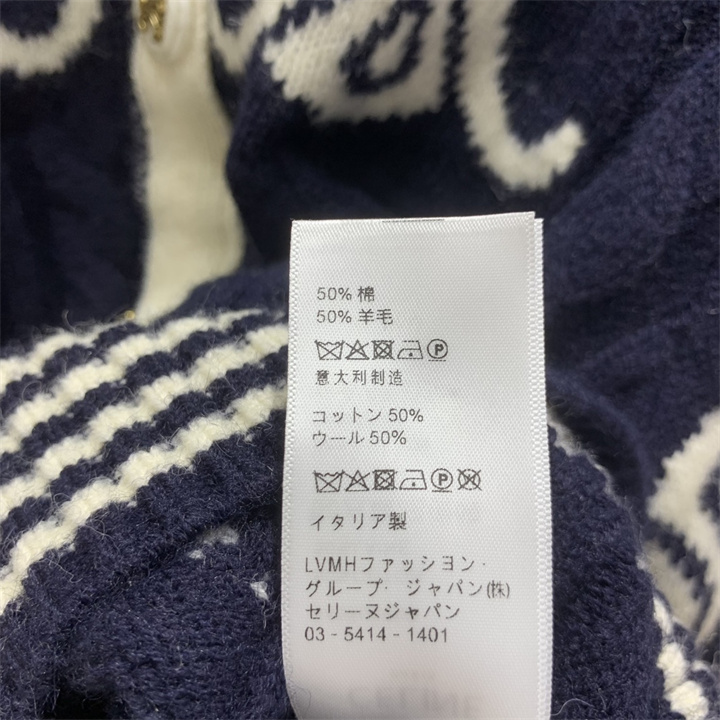 50% 棉
50% 羊毛
P
意大利制造
コットン 50%
ウール 50%
P
イタリア製
LVMHファッション・
グループ・ジャパン(株)
セリーヌジャパン
03 - 5414 - 1401